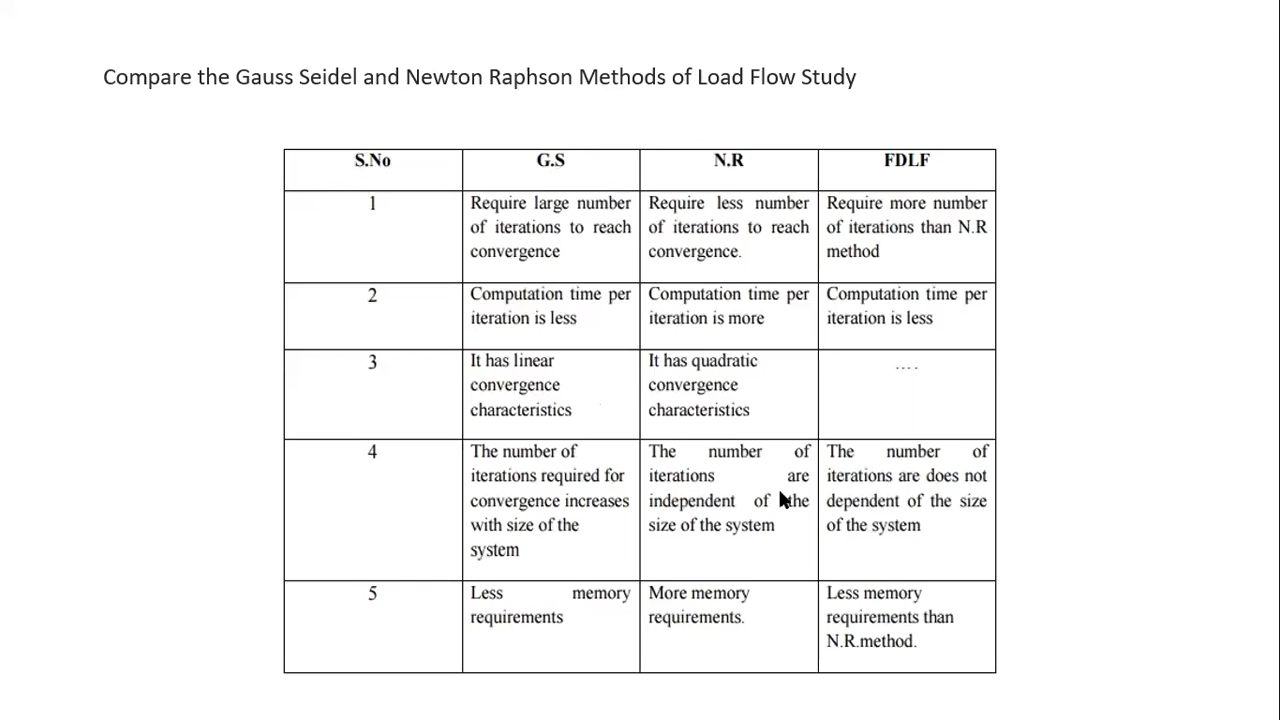 Compare the Gauss Seidel and Newton Raphson Methods of Load Flow Study
S.No
G.S
N.R
FDLF
1
Require large number
of iterations to reach
convergence
Require less number
of iterations to reach
convergence.
Require more number
of iterations than N.R
method
2
Computation time per
iteration is less
Computation time per
iteration is more
Computation time per
iteration is less
3
It has linear
convergence
characteristics
It has quadratic
convergence
characteristics
....
4
The number of
iterations required for
convergence increases
with size of the
system
The number of
iterations are
independent of the
size of the system
The number of
iterations are does not
dependent of the size
of the system
5
Less memory
requirements
More memory
requirements.
Less memory
requirements than
N.R.method.